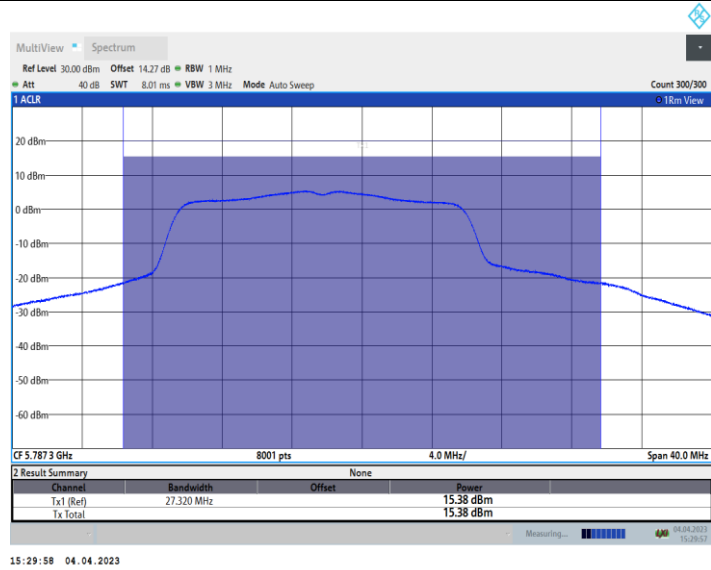 MultiView Spectrum
Ref Level 30.00 dBm Offset 14.27 dB RBW 1 MHz
Att 40 dB SWT 8.01 ms VBW 3 MHz Mode Auto Sweep Count 300/300
1 ACLR 1Rm View
20 dBm
10 dBm
0 dBm
-10 dBm
-20 dBm
-30 dBm
-40 dBm
-50 dBm
-60 dBm
CF 5.7873 GHz 8001 pts 4.0 MHz/ Span 40.0 MHz
2 Result Summary None
Channel Bandwidth Offset Power
Tx1 (Ref) 27.320 MHz 15.38 dBm
Tx Total 15.38 dBm
Measuring... 04.04.2023
15:29:57
15:29:58 04.04.2023